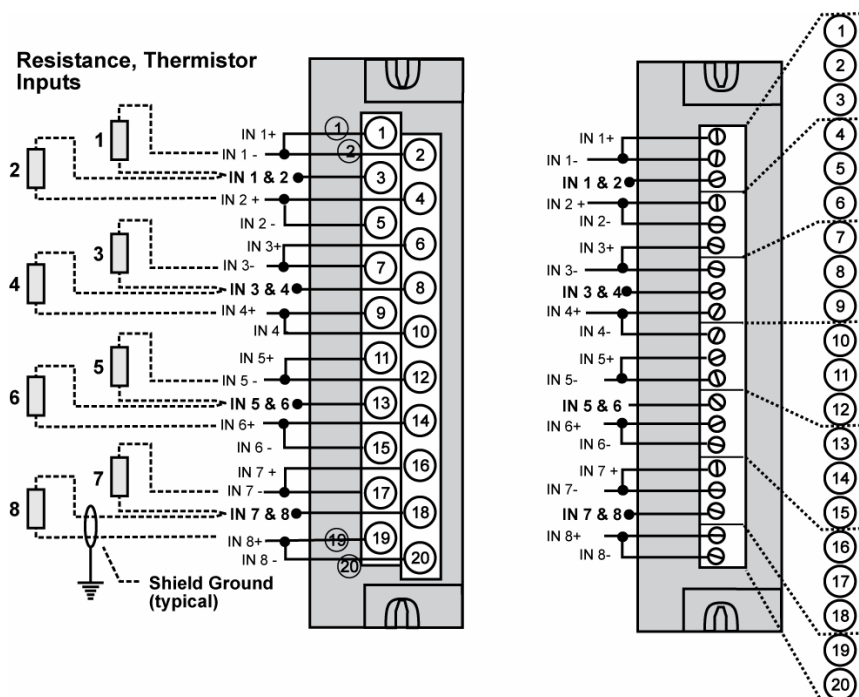 Resistance, Thermistor
Inputs
1
2
3
4
5
6
7
8
IN 1+
IN 1 -
IN 1 & 2
IN 2 +
IN 2 -
IN 3+
IN 3-
IN 3 & 4
IN 4+
IN 4
IN 5+
IN 5 -
IN 5 & 6
IN 6+
IN 6 -
IN 7 +
IN 7 -
IN 7 & 8
IN 8+
IN 8 -
Shield Ground
(typical)
1
2
19
20
1
2
3
4
5
6
7
8
9
10
11
12
13
14
15
16
17
18
19
20
IN 1+
IN 1-
IN 1 & 2
IN 2 +
IN 2-
IN 3+
IN 3-
IN 3 & 4
IN 4+
IN 4-
IN 5+
IN 5-
IN 5 & 6
IN 6+
IN 6-
IN 7 +
IN 7-
IN 7 & 8
IN 8+
IN 8-
1
2
3
4
5
6
7
8
9
10
11
12
13
14
15
16
17
18
19
20